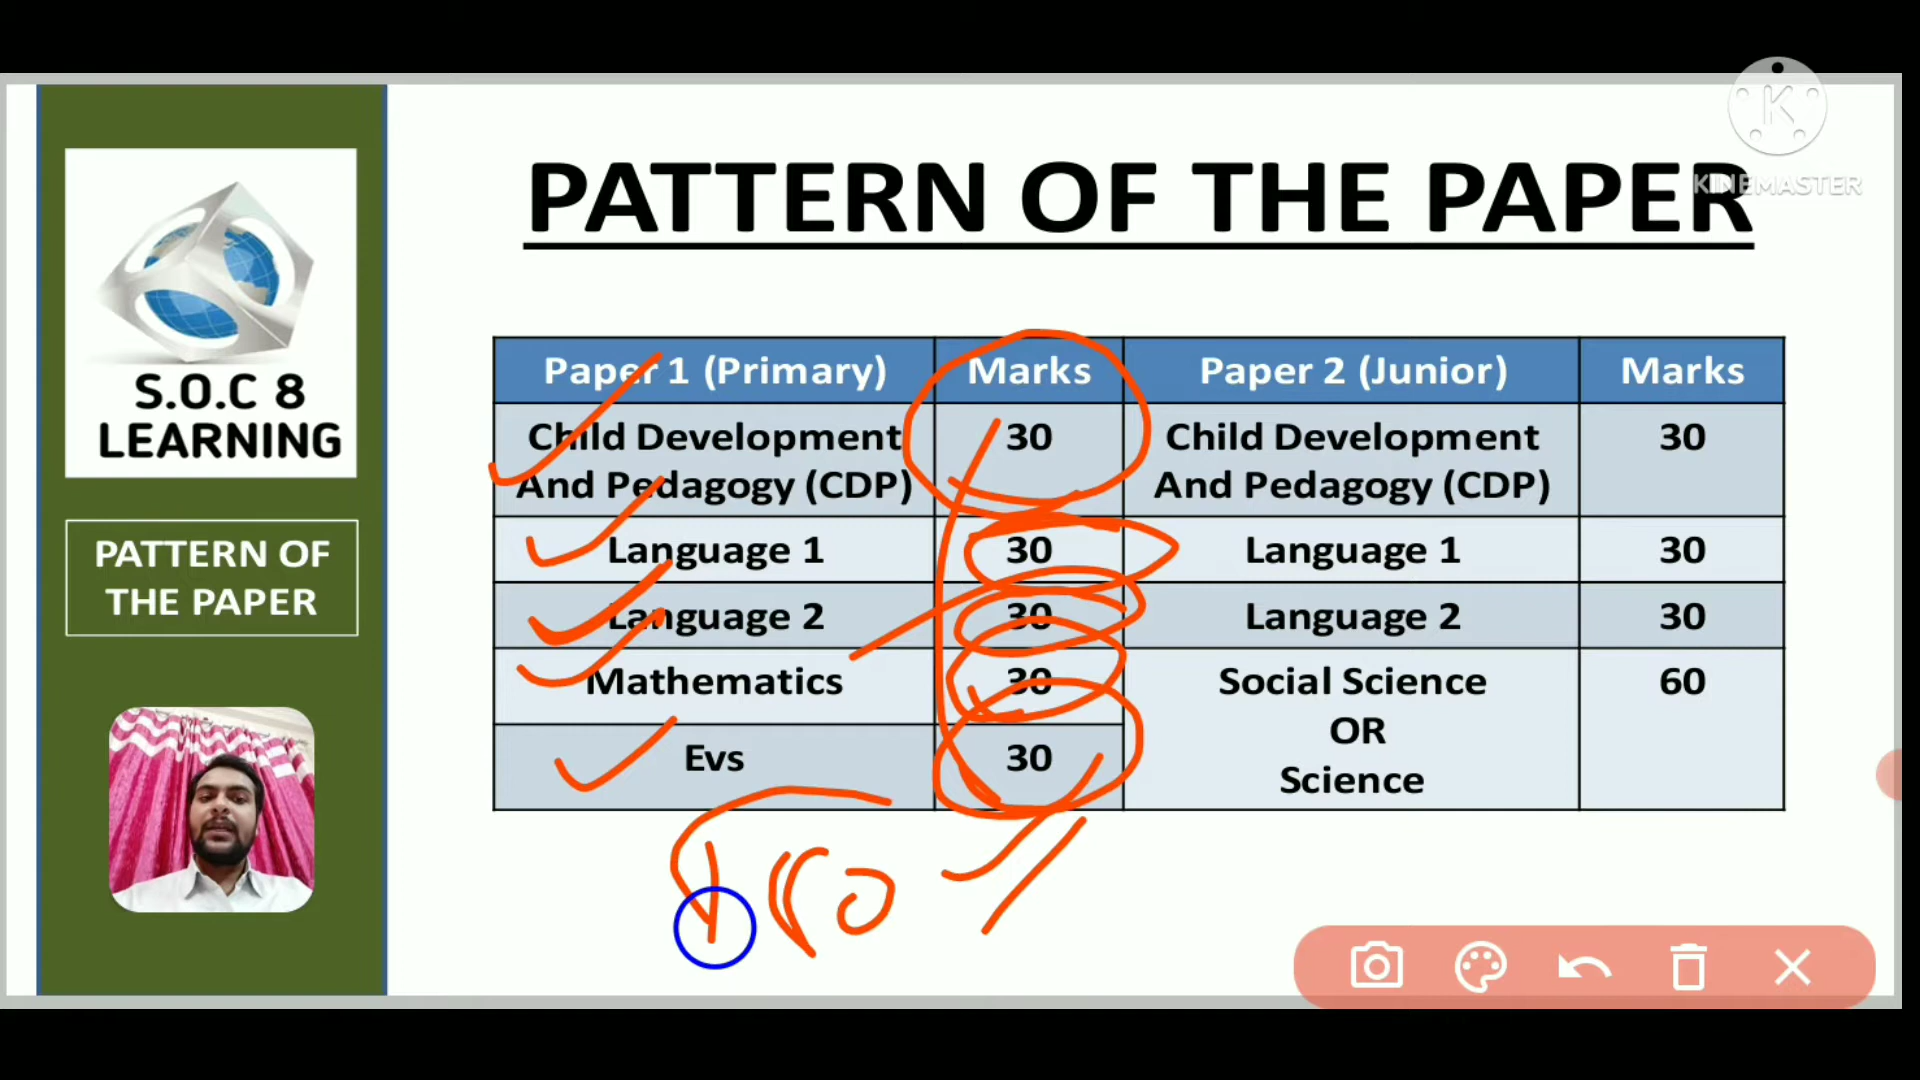 PATTERN OF THE PAPER
KINEMASTER
S.O.C 8
LEARNING
PATTERN OF
THE PAPER
Paper 1 (Primary) Marks Paper 2 (Junior) Marks
Child Development And Pedagogy (CDP) 30 Child Development And Pedagogy (CDP) 30
Language 1 30 Language 1 30
Language 2 30 Language 2 30
Mathematics 30 Social Science 60
OR
Evs 30 Science